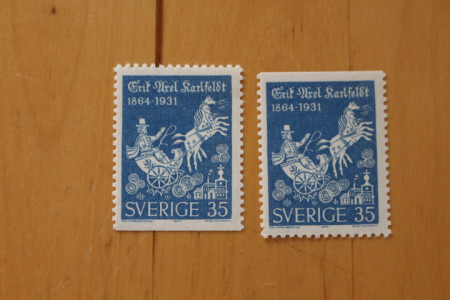 Erik Axel Karlfeldt
1864-1931
SVERIGE 35
Erik Axel Karlfeldt
1864-1931
SVERIGE 35